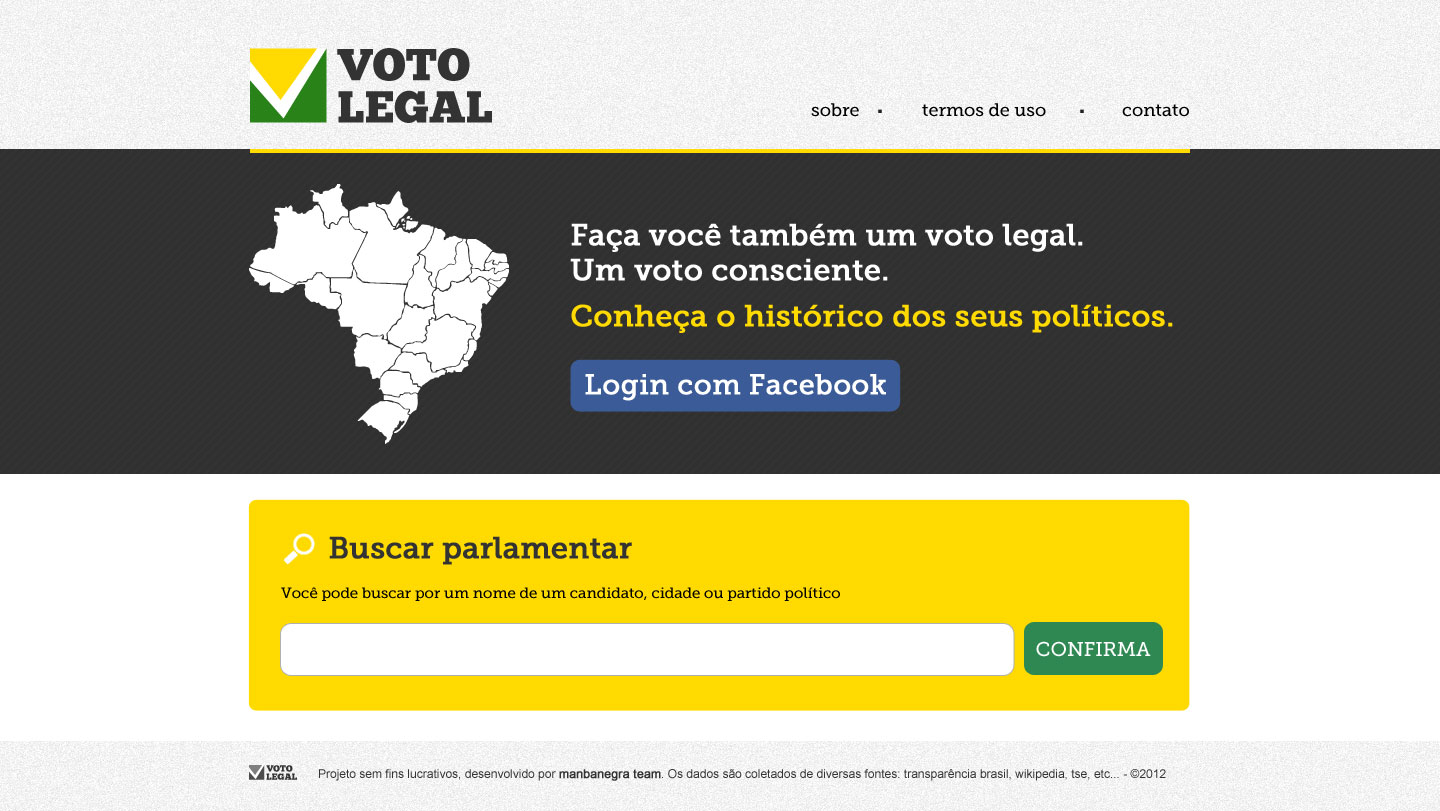 VOTO
LEGAL
sobre · termos de uso · contato
Faça você também um voto legal.
Um voto consciente.
Conheça o histórico dos seus políticos.
Login com Facebook
Buscar parlamentar
Você pode buscar por um nome de um candidato, cidade ou partido político
CONFIRMA
VOTO
LEGAL
Projeto sem fins lucrativos, desenvolvido por manbanegra team. Os dados são coletados de diversas fontes: transparência brasil, wikipedia, tse, etc... - ©2012